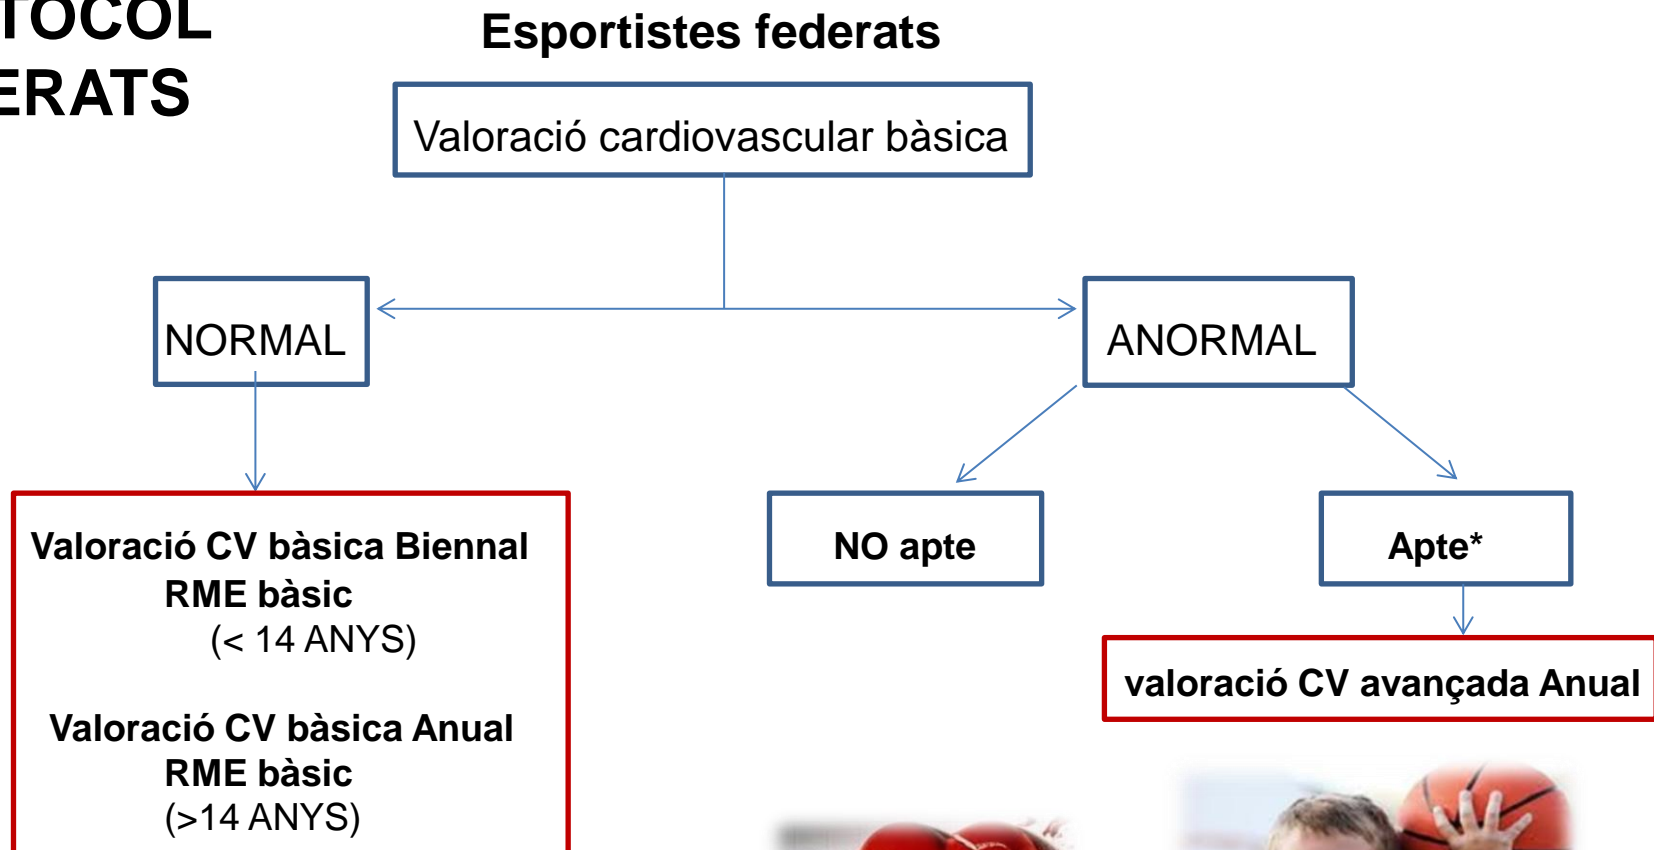 TOCOL
ERATS
Esportistes federats
Valoració cardiovascular bàsica
NORMAL
ANORMAL
NO apte
Apte*
Valoració CV bàsica Biennal
RME bàsic
(< 14 ANYS)
Valoració CV bàsica Anual
RME bàsic
(>14 ANYS)
valoració CV avançada Anual